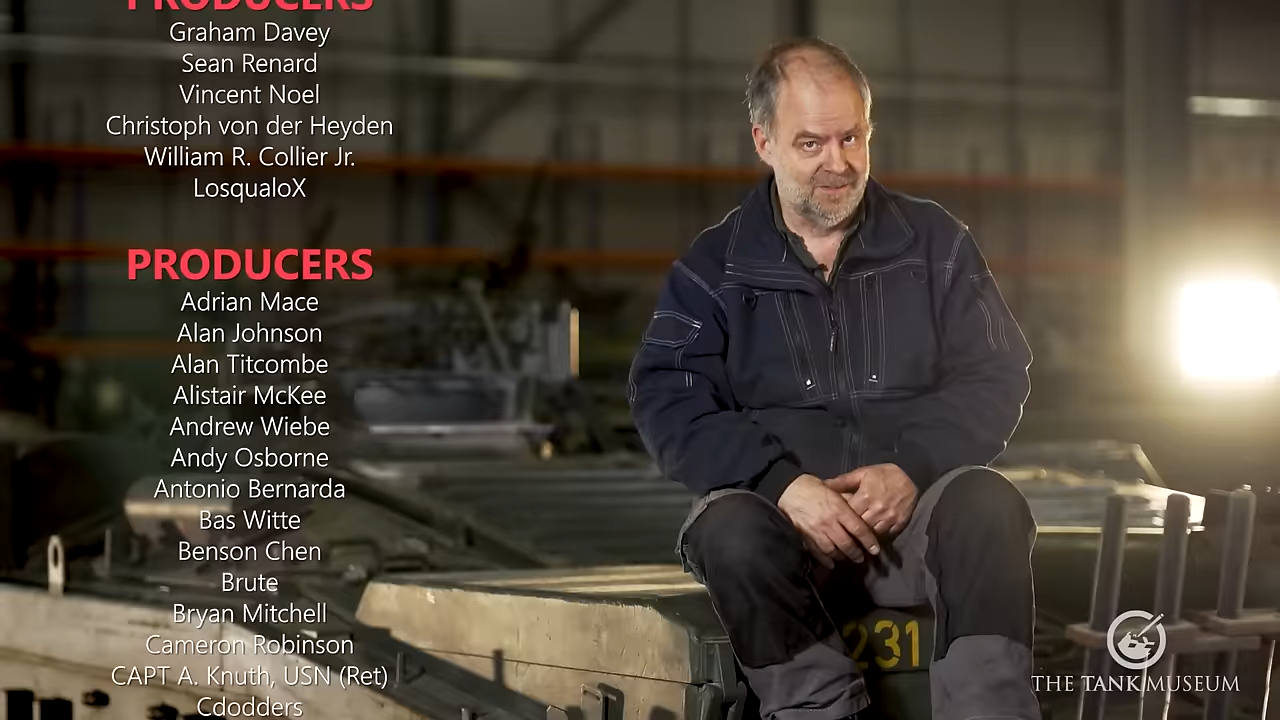 PRODUCERS
Graham Davey
Sean Renard
Vincent Noel
Christoph von der Heyden
William R. Collier Jr.
LosqualoX
PRODUCERS
Adrian Mace
Alan Johnson
Alan Titcombe
Alistair McKee
Andrew Wiebe
Andy Osborne
Antonio Bernarda
Bas Witte
Benson Chen
Brute
Bryan Mitchell
Cameron Robinson
CAPT A. Knuth, USN (Ret)
Cdodders
231
THE TANK MUSEUM